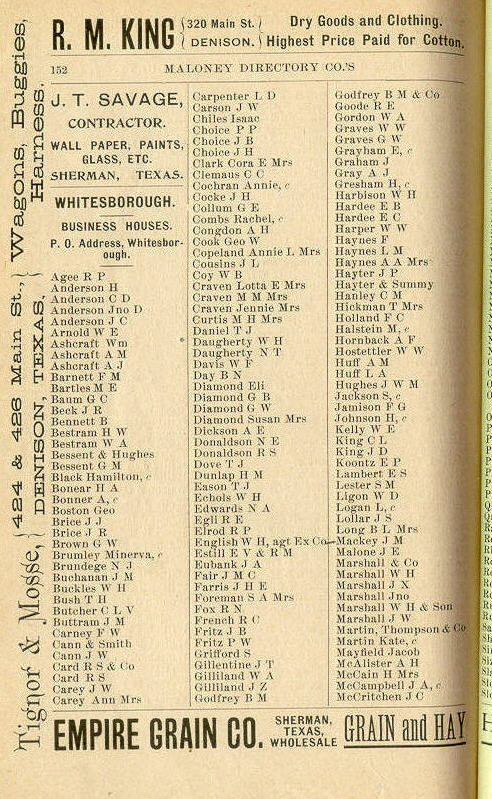 R. M. KING
320 Main St.
DENISON.
Dry Goods and Clothing.
Highest Price Paid for Cotton.
Tignor & Mosse,
424 & 426 Main St.,
DENISON, TEXAS.
Wagons, Buggies,
Harness.
152
MALONEY DIRECTORY CO.'S
J. T. SAVAGE,
CONTRACTOR.
WALL PAPER, PAINTS,
GLASS, ETC.
SHERMAN, TEXAS.
WHITESBOROUGH.
BUSINESS HOUSES.
P. O. Address, Whitesbor-
ough.
Agee R P
Anderson H
Anderson C D
Anderson Jno D
Anderson J C
Arnold W E
Ashcraft Wm
Ashcraft A M
Ashcraft A J
Barnett F M
Bartles M E
Baum G C
Beck J R
Bennett B
Bestram H W
Bestram W A
Bessent & Hughes
Bessent G M
Black Hamilton, c
Bonear H A
Bonner A, c
Boston Geo
Brice J J
Brice J R
Brown G W
Brumley Minerva, c
Brundege N J
Buchanan J M
Buckles W H
Bush T H
Butcher C L V
Buttram J M
Carney F W
Cann & Smith
Cann J W
Card R S & Co
Card R S
Carey J W
Carey Ann Mrs
Carpenter L D
Carson J W
Chiles Isaac
Choice P P
Choice J B
Choice J H
Clark Cora E Mrs
Clemaus C C
Cochran Annie, c
Cocke J H
Collum G E
Combs Rachel, c
Congdon A H
Cook Geo W
Copeland Annie L Mrs
Cousins J L
Coy W B
Craven Lotta E Mrs
Craven M M Mrs
Craven Jennie Mrs
Curtis M H Mrs
Daniel T J
Daugherty W H
Daugherty N T
Davis W F
Day B N
Diamond Eli
Diamond G B
Diamond G W
Diamond Susan Mrs
Dickson A E
Donaldson N E
Donaldson R S
Dove T J
Dunlap H M
Eason T J
Echols W H
Edwards N A
Egli R E
Elrod R P
English W H, agt Ex Co
Estill E V & R M
Eubank J A
Fair J M C
Farris J H E
Foreman S A Mrs
Fox R N
French R C
Fritz J B
Fritz P W
Grifford S
Gillentine J T
Gilliland W A
Gilliland J Z
Godfrey B M
Godfrey B M & Co
Goode R E
Gordon W A
Graves W W
Graves G W
Grayham E, c
Graham J
Gray A J
Gresham H, c
Harbison W H
Hardee E B
Hardee E C
Harper W W
Haynes F
Haynes L M
Haynes A A Mrs
Hayter J P
Hayter & Summy
Hanley C M
Hickman T Mrs
Holland F C
Halstein M, c
Hornback A F
Hostettler W W
Huff A M
Huff L A
Hughes J W M
Jackson S, c
Jamison F G
Johnson H, c
Kelly W E
King C L
King J D
Koontz E P
Lambert E S
Lester S M
Ligon W D
Logan L, c
Lollar J S
Long B L Mrs
Mackey J M
Malone J E
Marshall & Co
Marshall W H
Marshall J X
Marshall Jno
Marshall W H & Son
Marshall J W
Martin, Thompson & Co
Martin Kate, c
Mayfield Jacob
McAlister A H
McCain H Mrs
McCampbell J A, c
McCritchen J C
EMPIRE GRAIN CO.
SHERMAN,
TEXAS,
WHOLESALE
GRAIN and HAY